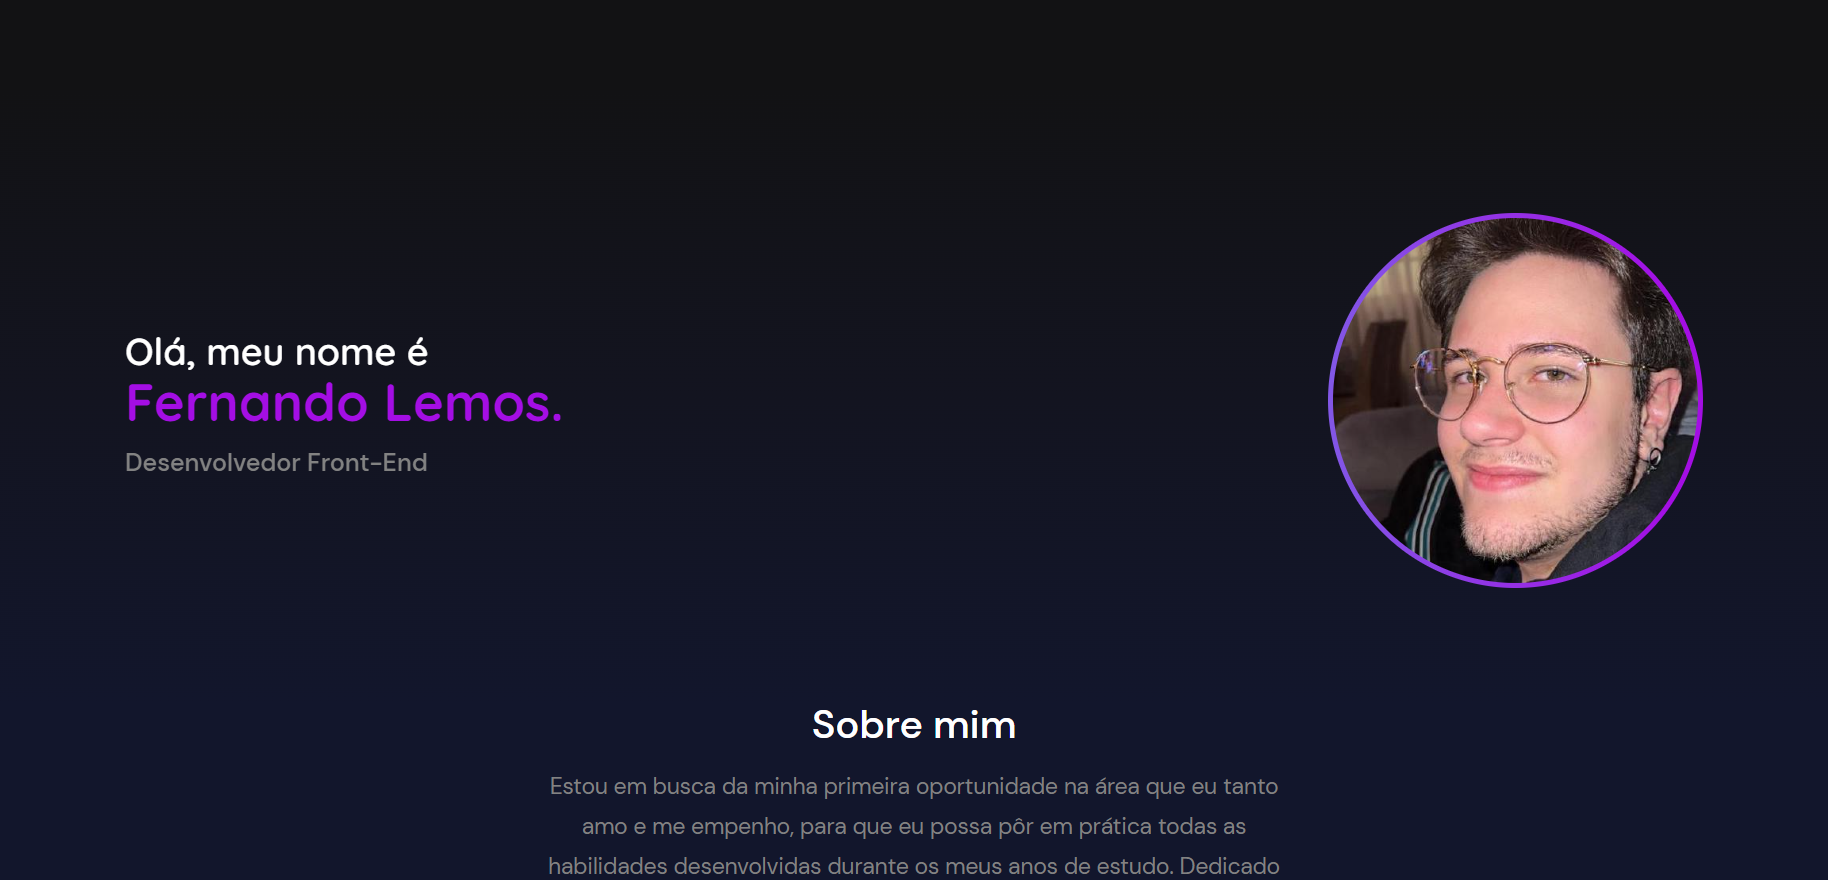 Olá, meu nome é
Fernando Lemos.
Desenvolvedor Front-End
Sobre mim
Estou em busca da minha primeira oportunidade na área que eu tanto
amo e me empenho, para que eu possa pôr em prática todas as
habilidades desenvolvidas durante os meus anos de estudo. Dedicado